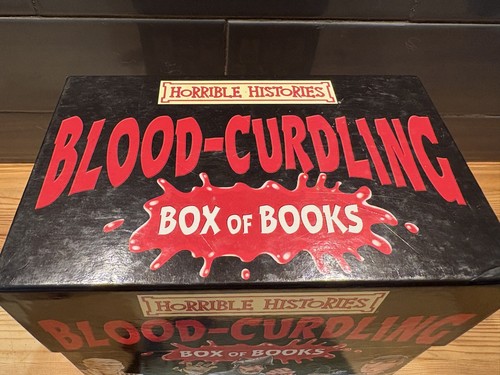 HORRIBLE HISTORIES
BLOOD-CURDLING
BOX OF BOOKS
HORRIBLE HISTORIES
BLOOD-CURDLING
BOX OF BOOKS